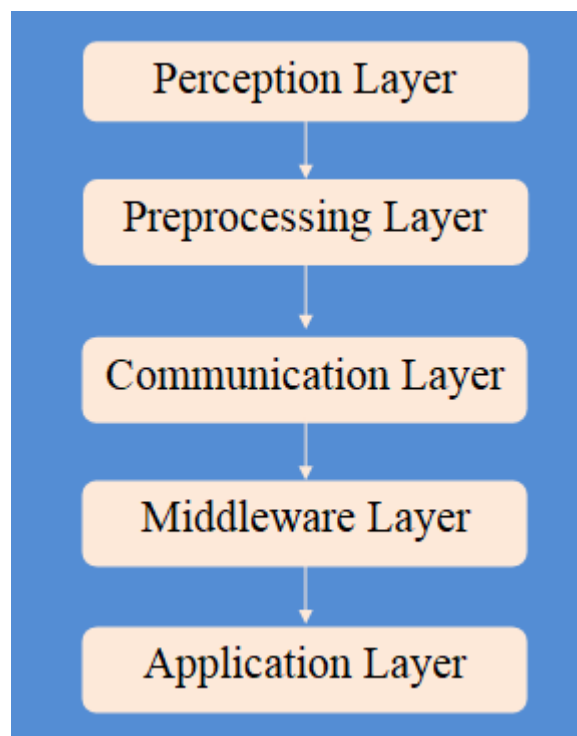 Perception Layer
Preprocessing Layer
Communication Layer
Middleware Layer
Application Layer